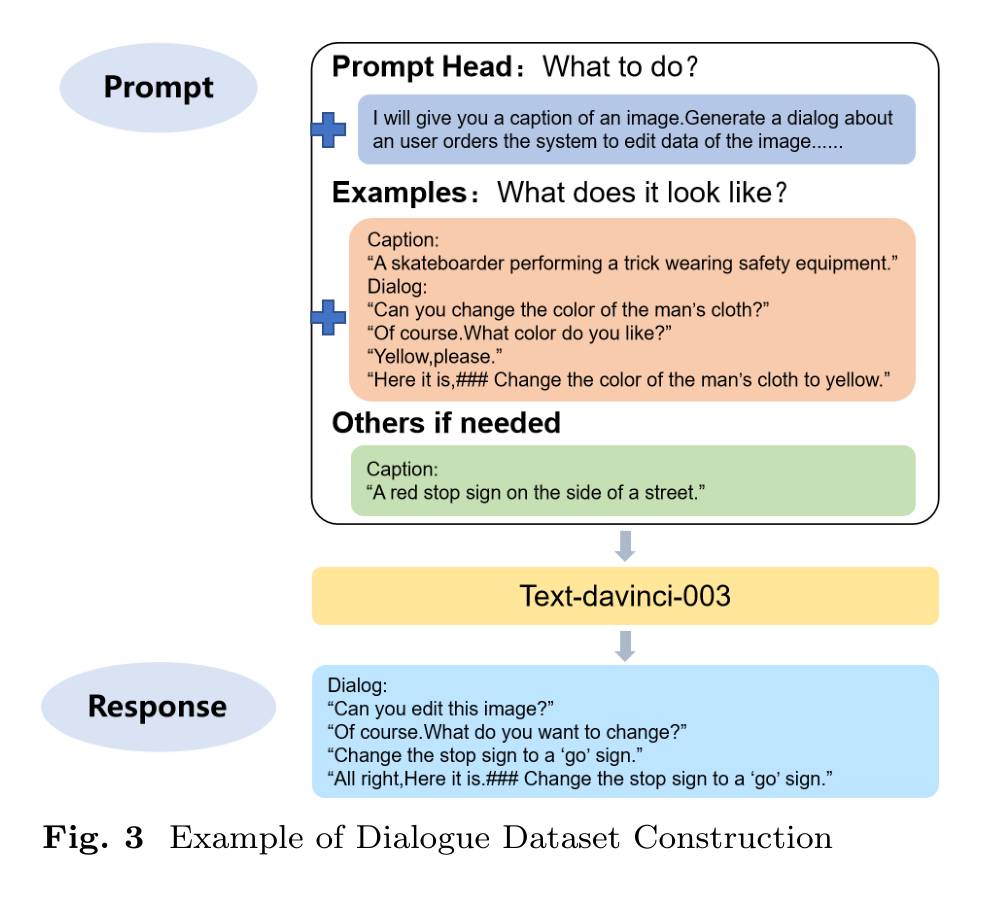 Prompt
Prompt Head: What to do?
I will give you a caption of an image.Generate a dialog about
an user orders the system to edit data of the image......
Examples: What does it look like?
Caption:
“A skateboarder performing a trick wearing safety equipment.”
Dialog:
“Can you change the color of the man’s cloth?”
“Of course.What color do you like?”
“Yellow,please.”
“Here it is,### Change the color of the man’s cloth to yellow.”
Others if needed
Caption:
“A red stop sign on the side of a street.”
Text-davinci-003
Response
Dialog:
“Can you edit this image?”
“Of course.What do you want to change?”
“Change the stop sign to a ‘go’ sign.”
“All right,Here it is.### Change the stop sign to a ‘go’ sign.”
Fig. 3 Example of Dialogue Dataset Construction